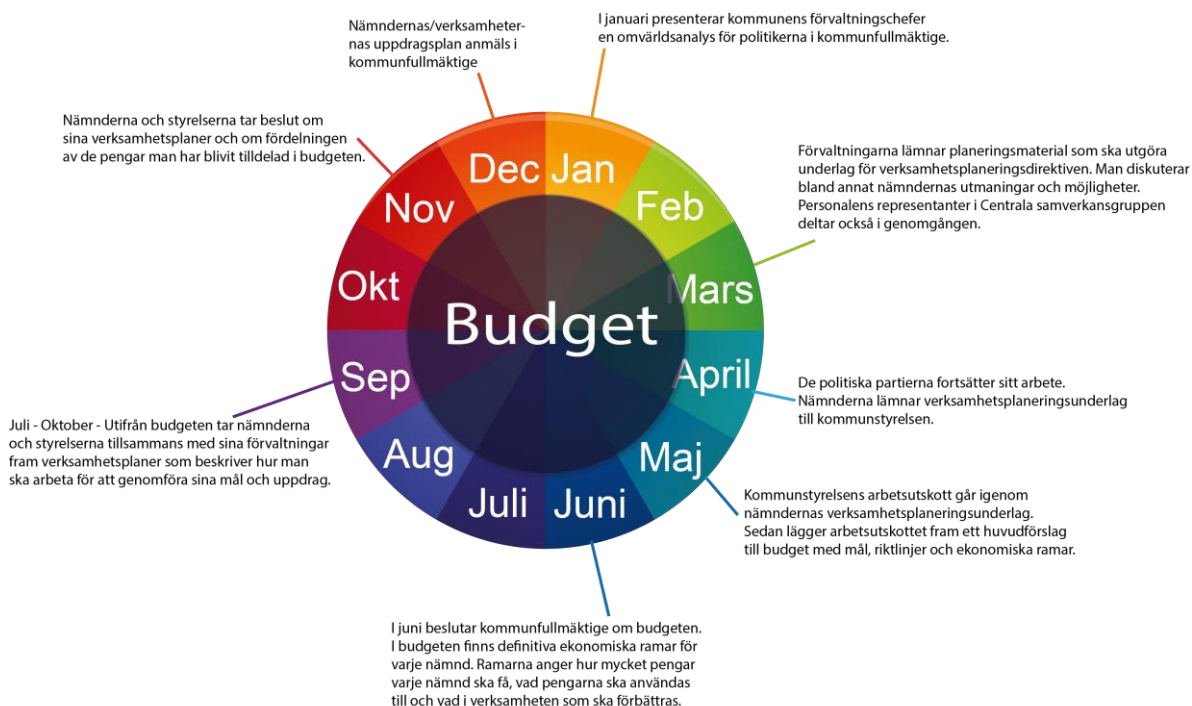 Nämndernas/verksamheter-
nas uppdragsplan anmäls i
kommunfullmäktige
I januari presenterar kommunens förvaltningschefer
en omvärldsanalys för politikerna i kommunfullmäktige.
Nämnderna och styrelserna tar beslut om
sina verksamhetsplaner och om fördelningen
av de pengar man har blivit tilldelad i budgeten.
Förvaltningarna lämnar planeringsmaterial som ska utgöra
underlag för verksamhetsplaneringsdirektiven. Man diskuterar
bland annat nämndernas utmaningar och möjligheter.
Personalens representanter i Centrala samverkansgruppen
deltar också i genomgången.
Jan
Feb
Mars
April
Maj
Juni
Juli
Aug
Sep
Okt
Nov
Dec
Budget
De politiska partierna fortsätter sitt arbete.
Nämnderna lämnar verksamhetsplaneringsunderlag
till kommunstyrelsen.
Juli - Oktober - Utifrån budgeten tar nämnderna
och styrelserna tillsammans med sina förvaltningar
fram verksamhetsplaner som beskriver hur man
ska arbeta för att genomföra sina mål och uppdrag.
Kommunstyrelsens arbetsutskott går igenom
nämndernas verksamhetsplaneringsunderlag.
Sedan lägger arbetsutskottet fram ett huvudförslag
till budget med mål, riktlinjer och ekonomiska ramar.
I juni beslutar kommunfullmäktige om budgeten.
I budgeten finns definitiva ekonomiska ramar för
varje nämnd. Ramarna anger hur mycket pengar
varje nämnd ska få, vad pengarna ska användas
till och vad i verksamheten som ska förbättras.